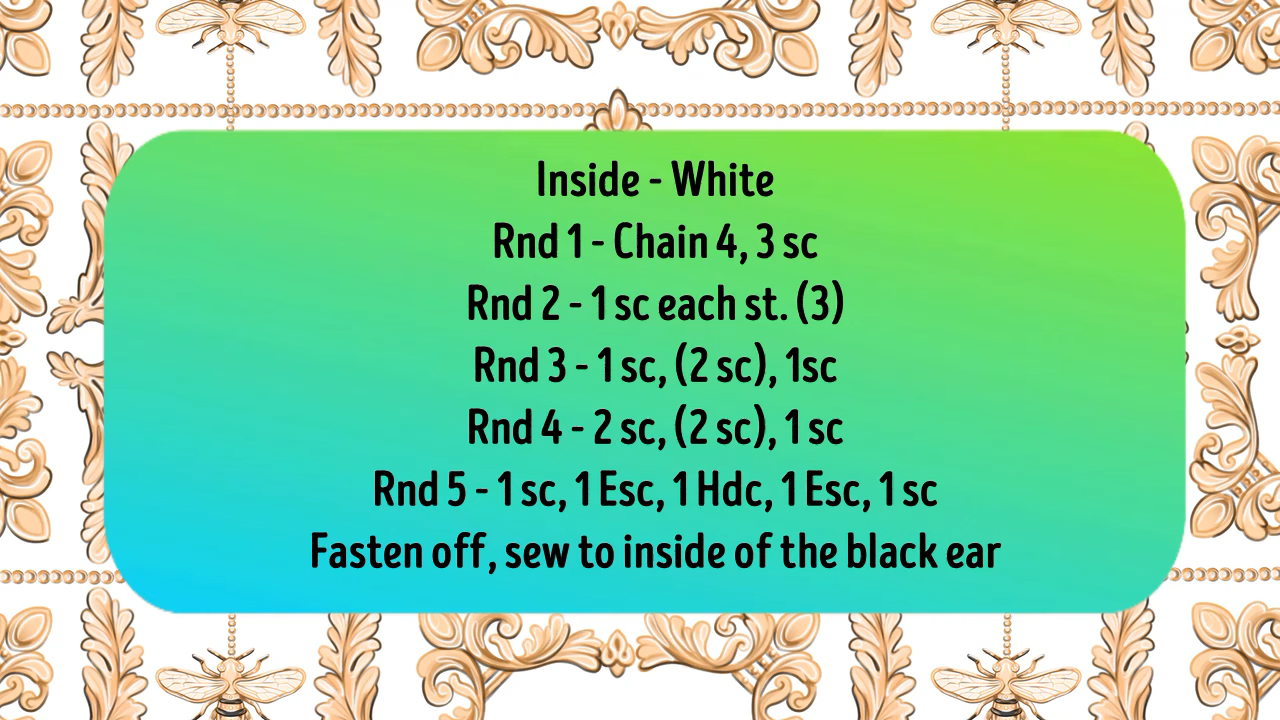 Inside - White
Rnd 1 - Chain 4, 3 sc
Rnd 2 - 1 sc each st. (3)
Rnd 3 - 1 sc, (2 sc), 1sc
Rnd 4 - 2 sc, (2 sc), 1 sc
Rnd 5 - 1 sc, 1 Esc, 1 Hdc, 1 Esc, 1 sc
Fasten off, sew to inside of the black ear